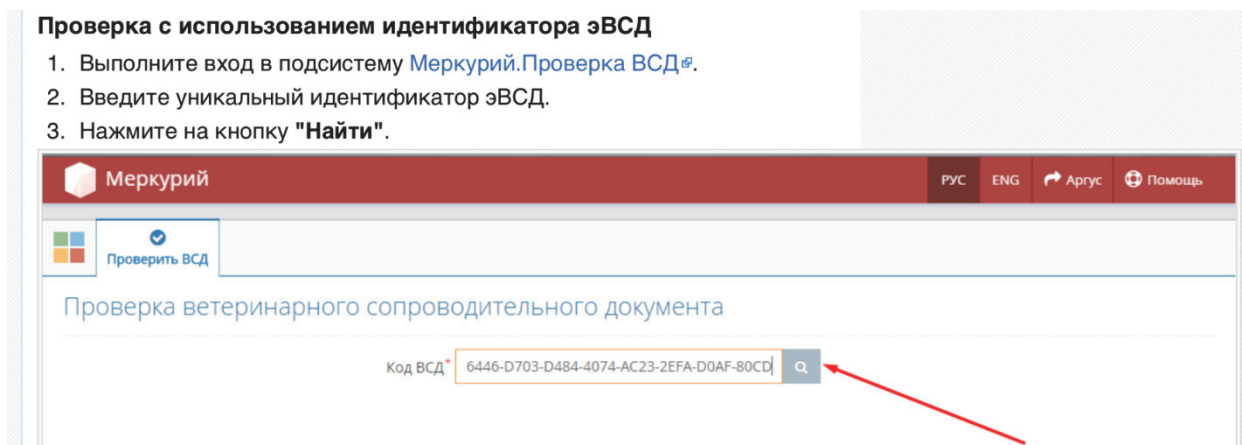 Проверка с использованием идентификатора эВСД
1. Выполните вход в подсистему Меркурий.Проверка ВСД.
2. Введите уникальный идентификатор эВСД.
3. Нажмите на кнопку "Найти".
Меркурий РУС ENG Аргус Помощь
Проверить ВСД
Проверка ветеринарного сопроводительного документа
Код ВСД* 6446-D703-D484-4074-AC23-2EFA-D0AF-80CD